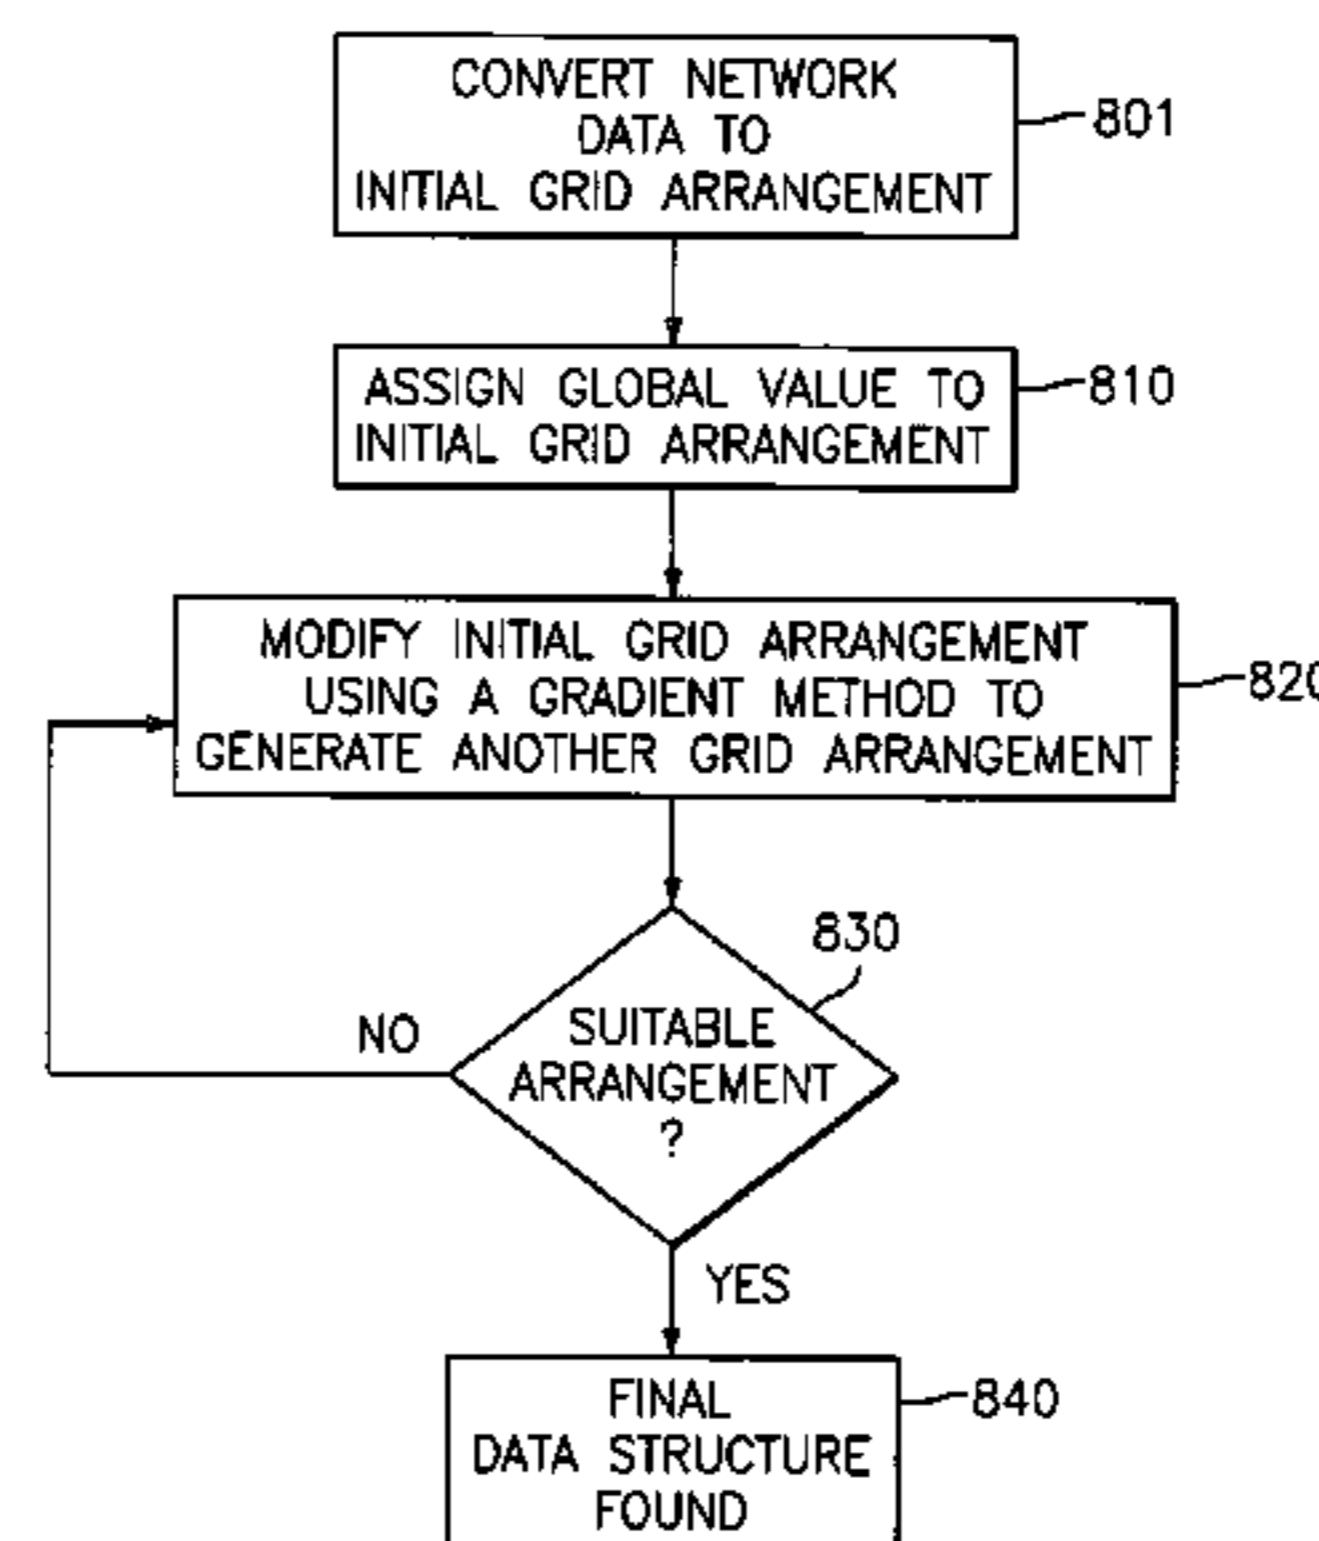 CONVERT NETWORK
DATA TO
INITIAL GRID ARRANGEMENT
801
ASSIGN GLOBAL VALUE TO
INITIAL GRID ARRANGEMENT
810
MODIFY INITIAL GRID ARRANGEMENT
USING A GRADIENT METHOD TO
GENERATE ANOTHER GRID ARRANGEMENT
820
830
SUITABLE
ARRANGEMENT
?
NO
YES
FINAL
DATA STRUCTURE
FOUND
840